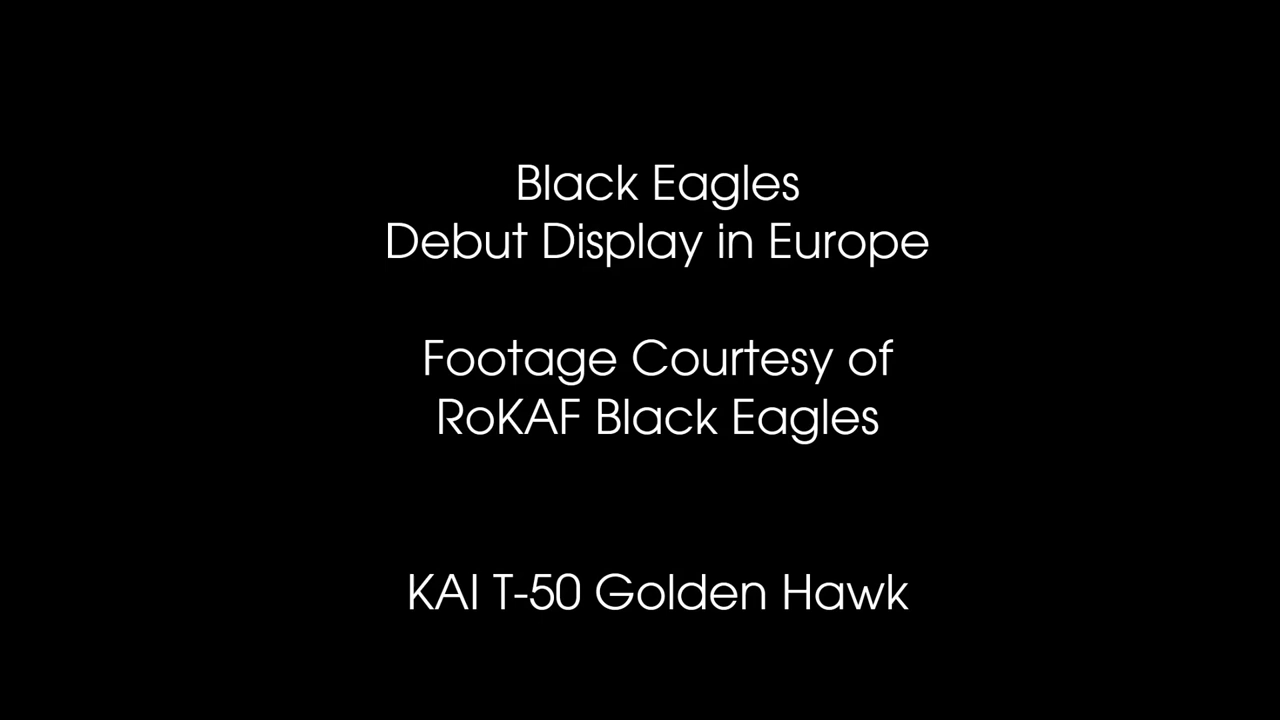 Black Eagles
Debut Display in Europe
Footage Courtesy of
RoKAF Black Eagles
KAI T-50 Golden Hawk